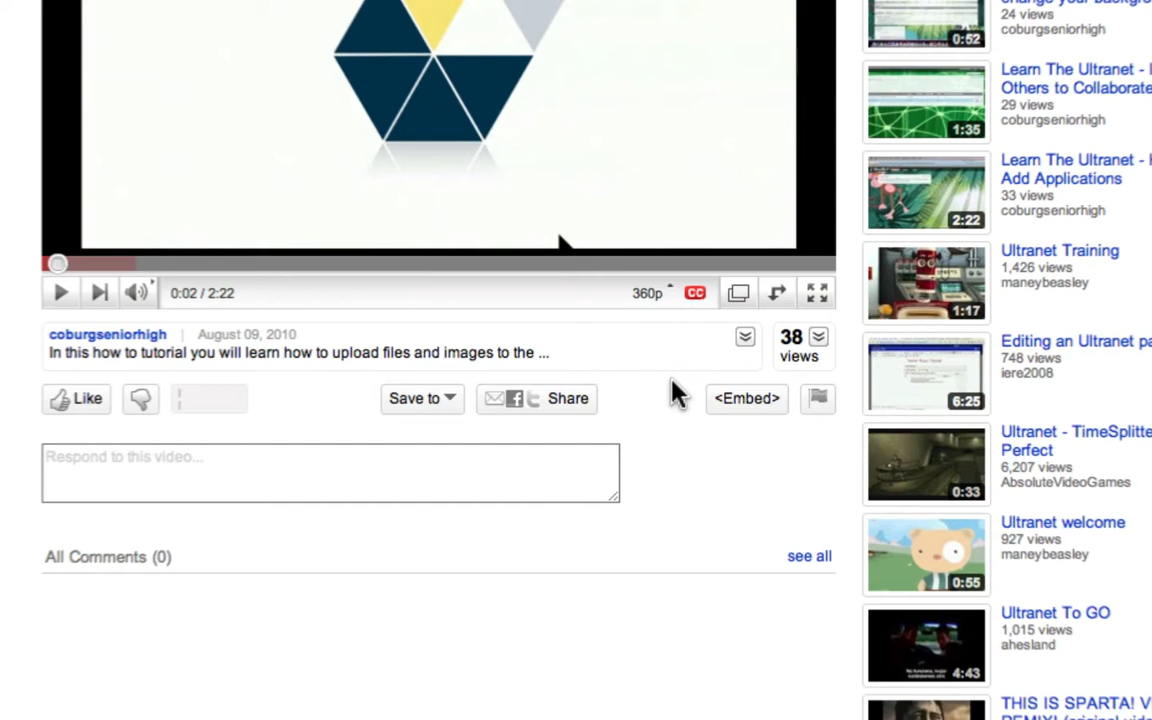 0:02 / 2:22
360p
CC
coburgseniorhigh | August 09, 2010
In this how to tutorial you will learn how to upload files and images to the ...
38
views
Like
Save to
Share
<Embed>
Respond to this video...
All Comments (0)
see all
24 views
coburgseniorhigh
0:52
Learn The Ultranet -
Others to Collaborate
29 views
coburgseniorhigh
1:35
Learn The Ultranet -
Add Applications
33 views
coburgseniorhigh
2:22
Ultranet Training
1,426 views
maneybeasley
1:17
Editing an Ultranet
748 views
iere2008
6:25
Ultranet - TimeSplitte
Perfect
6,207 views
AbsoluteVideoGames
0:33
Ultranet welcome
927 views
maneybeasley
0:55
Ultranet To GO
1,015 views
ahesland
4:43
THIS IS SPARTA!